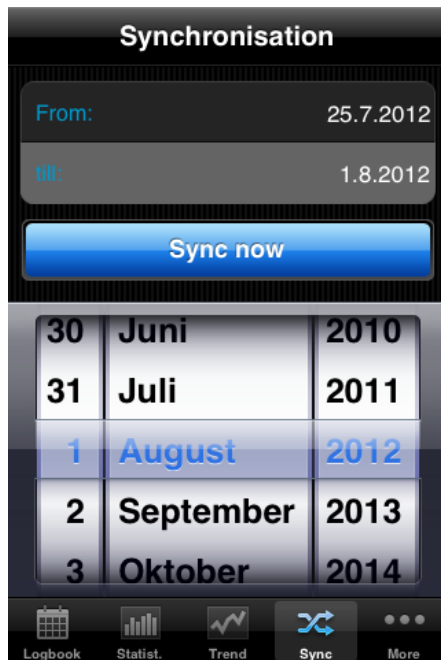 Synchronisation
From: 25.7.2012
till: 1.8.2012
Sync now
30 Juni 2010
31 Juli 2011
1 August 2012
2 September 2013
3 Oktober 2014
Logbook Statist. Trend Sync More